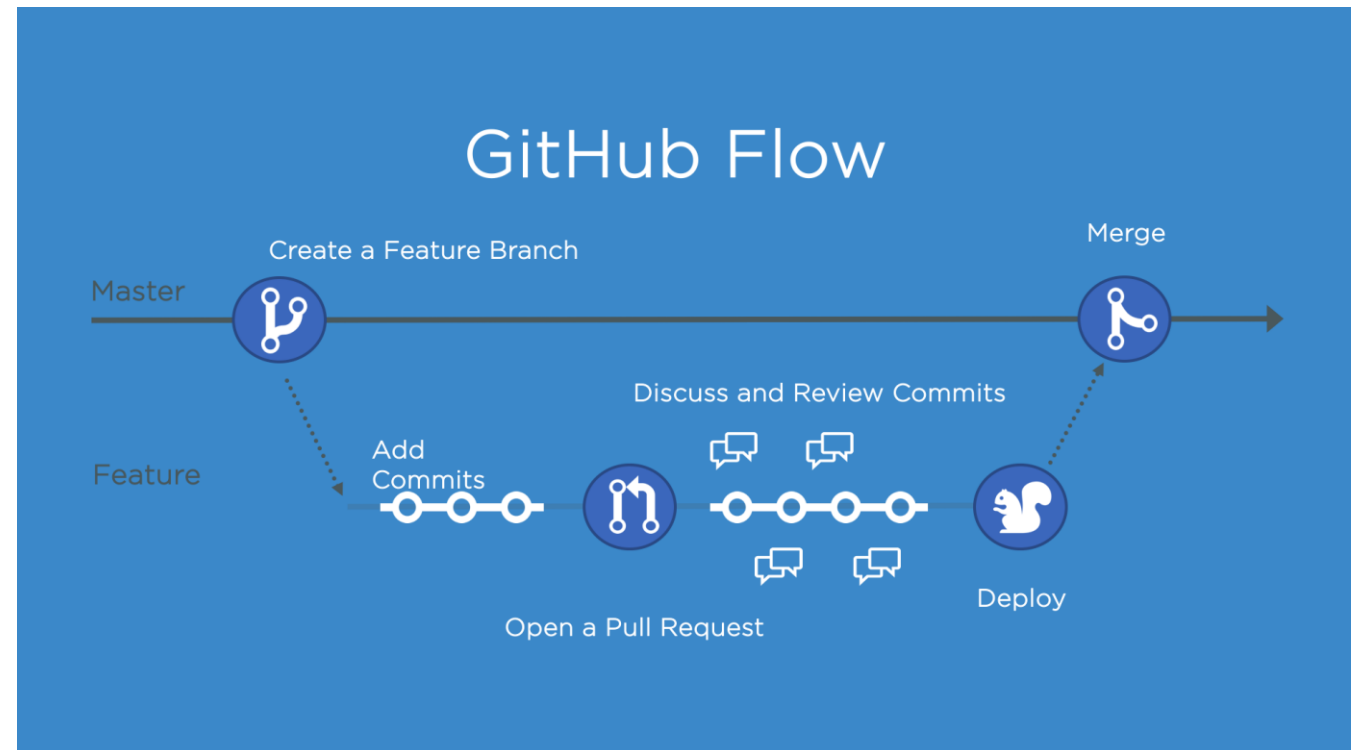 GitHub Flow
Merge
Create a Feature Branch
Master
Discuss and Review Commits
Add
Commits
Feature
Deploy
Open a Pull Request